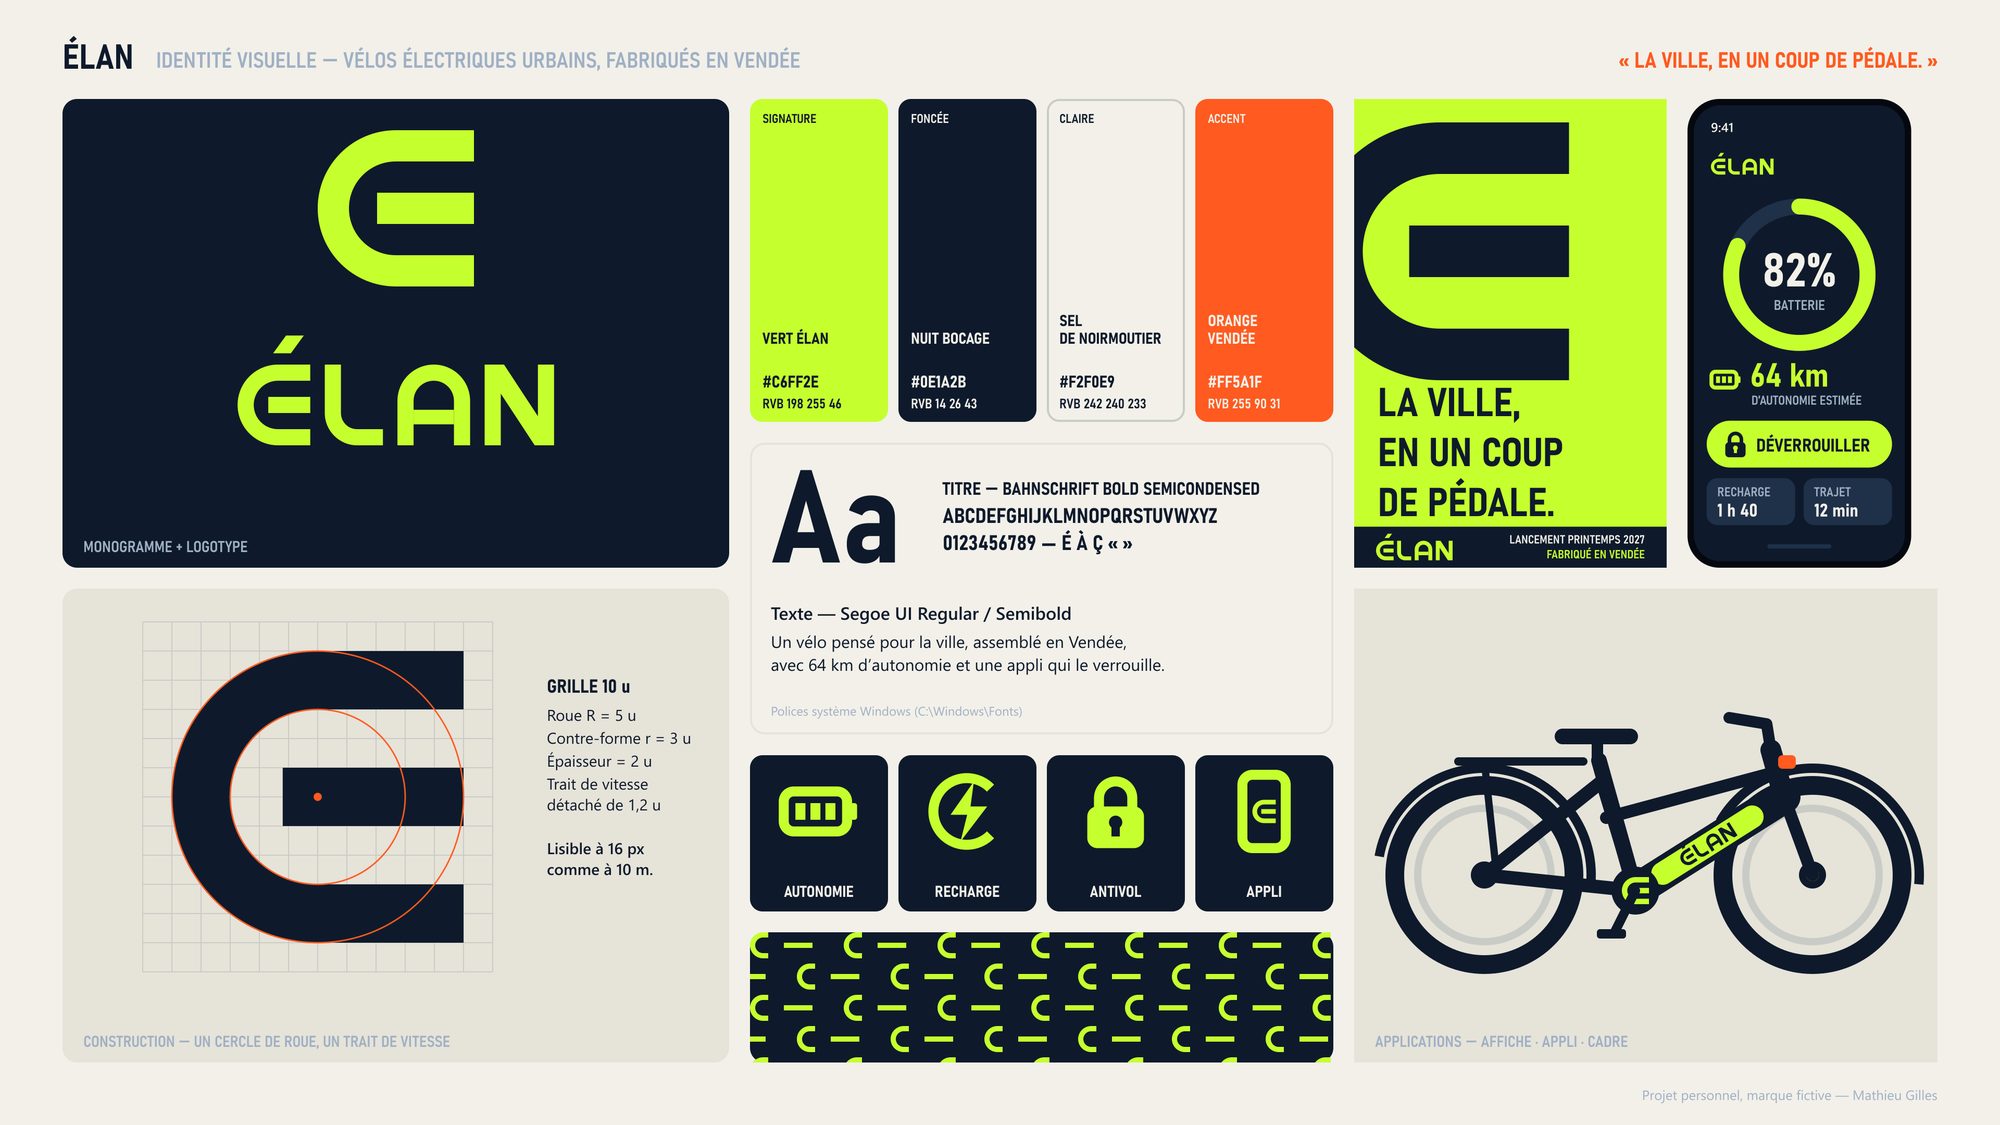 ÉLAN IDENTITÉ VISUELLE — VÉLOS ÉLECTRIQUES URBAINS, FABRIQUÉS EN VENDÉE
« LA VILLE, EN UN COUP DE PÉDALE. »
E
ÉLAN
MONOGRAMME + LOGOTYPE
SIGNATURE
VERT ÉLAN
#C6FF2E
RVB 198 255 46
FONCÉE
NUIT BOCAGE
#0E1A2B
RVB 14 26 43
CLAIRE
SEL
DE NOIRMOUTIER
#F2F0E9
RVB 242 240 233
ACCENT
ORANGE
VENDÉE
#FF5A1F
RVB 255 90 31
E
LA VILLE,
EN UN COUP
DE PÉDALE.
ÉLAN
LANCEMENT PRINTEMPS 2027
FABRIQUÉ EN VENDÉE
9:41
ÉLAN
82%
BATTERIE
64 km
D'AUTONOMIE ESTIMÉE
DÉVERROUILLER
RECHARGE
1 h 40
TRAJET
12 min
Aa
TITRE — BAHNSCHRIFT BOLD SEMICONDENSED
ABCDEFGHIJKLMNOPQRSTUVWXYZ
0123456789 — É À Ç « »
Texte — Segoe UI Regular / Semibold
Un vélo pensé pour la ville, assemblé en Vendée,
avec 64 km d'autonomie et une appli qui le verrouille.
Polices système Windows (C:\Windows\Fonts)
E
GRILLE 10 u
Roue R = 5 u
Contre-forme r = 3 u
Épaisseur = 2 u
Trait de vitesse
détaché de 1,2 u
Lisible à 16 px
comme à 10 m.
CONSTRUCTION — UN CERCLE DE ROUE, UN TRAIT DE VITESSE
AUTONOMIE
RECHARGE
ANTIVOL
E
APPLI
ÉLAN
E
APPLICATIONS — AFFICHE · APPLI · CADRE
Projet personnel, marque fictive — Mathieu Gilles